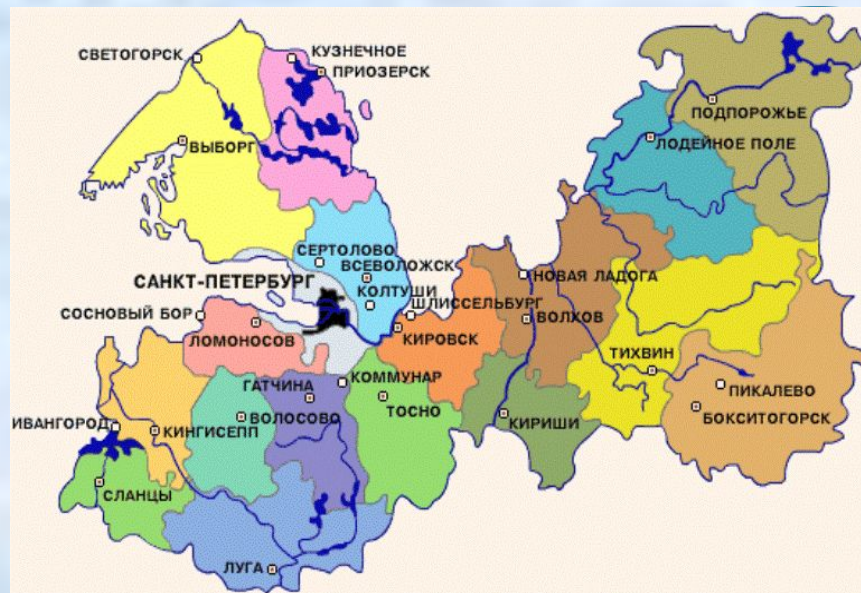 СВЕТОГОРСК
КУЗНЕЧНОЕ
ПРИОЗЕРСК
ВЫБОРГ
ПОДПОРОЖЬЕ
ЛОДЕЙНОЕ ПОЛЕ
СЕРТОЛОВО
ВСЕВОЛОЖСК
САНКТ-ПЕТЕРБУРГ
КОЛТУШИ
НОВАЯ ЛАДОГА
ШЛИССЕЛЬБУРГ
СОСНОВЫЙ БОР
ВОЛХОВ
ЛОМОНОСОВ
КИРОВСК
ТИХВИН
ГАТЧИНА
КОММУНАР
ПИКАЛЕВО
ТОСНО
БОКСИТОГОРСК
ИВАНГОРОД
ВОЛОСОВО
КИРИШИ
КИНГИСЕПП
СЛАНЦЫ
ЛУГА